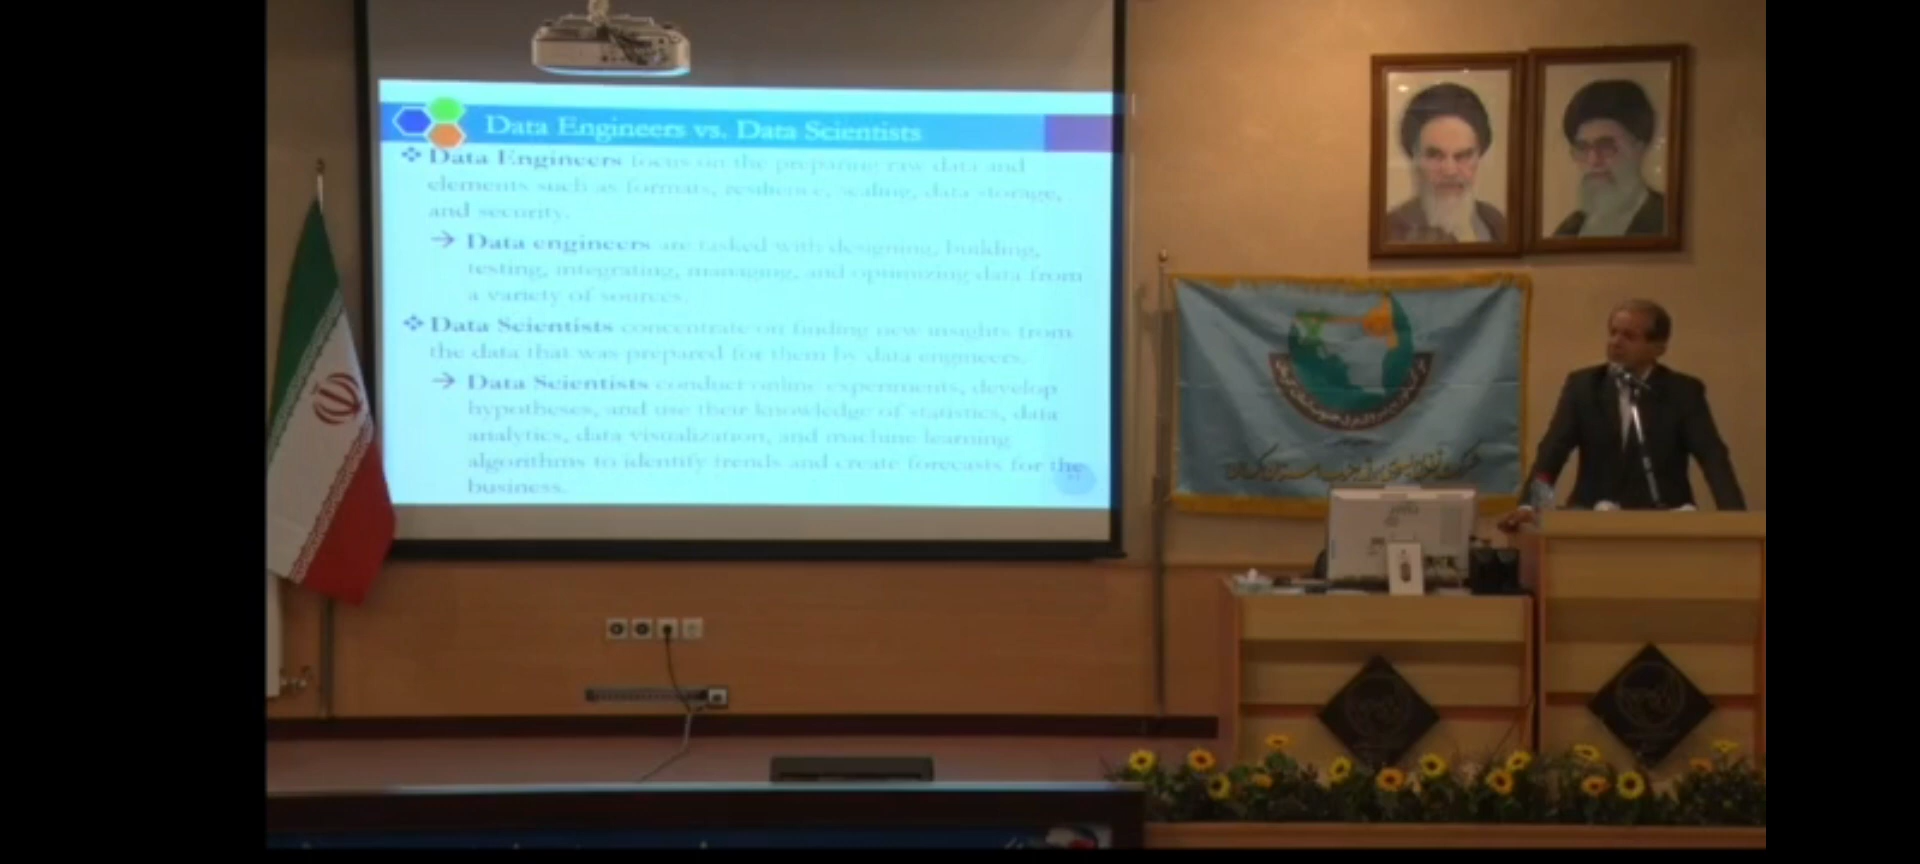 Data Engineers vs. Data Scientists
❖ Data Engineers focus on the preparing raw data and
elements such as formats, resilience, scaling, data storage,
and security.
→ Data engineers are tasked with designing, building,
testing, integrating, managing, and optimizing data from
a variety of sources.
❖ Data Scientists concentrate on finding new insights from
the data that was prepared for them by data engineers.
→ Data Scientists conduct online experiments, develop
hypotheses, and use their knowledge of statistics, data
analytics, data visualization, and machine learning
algorithms to identify trends and create forecasts for the
business.